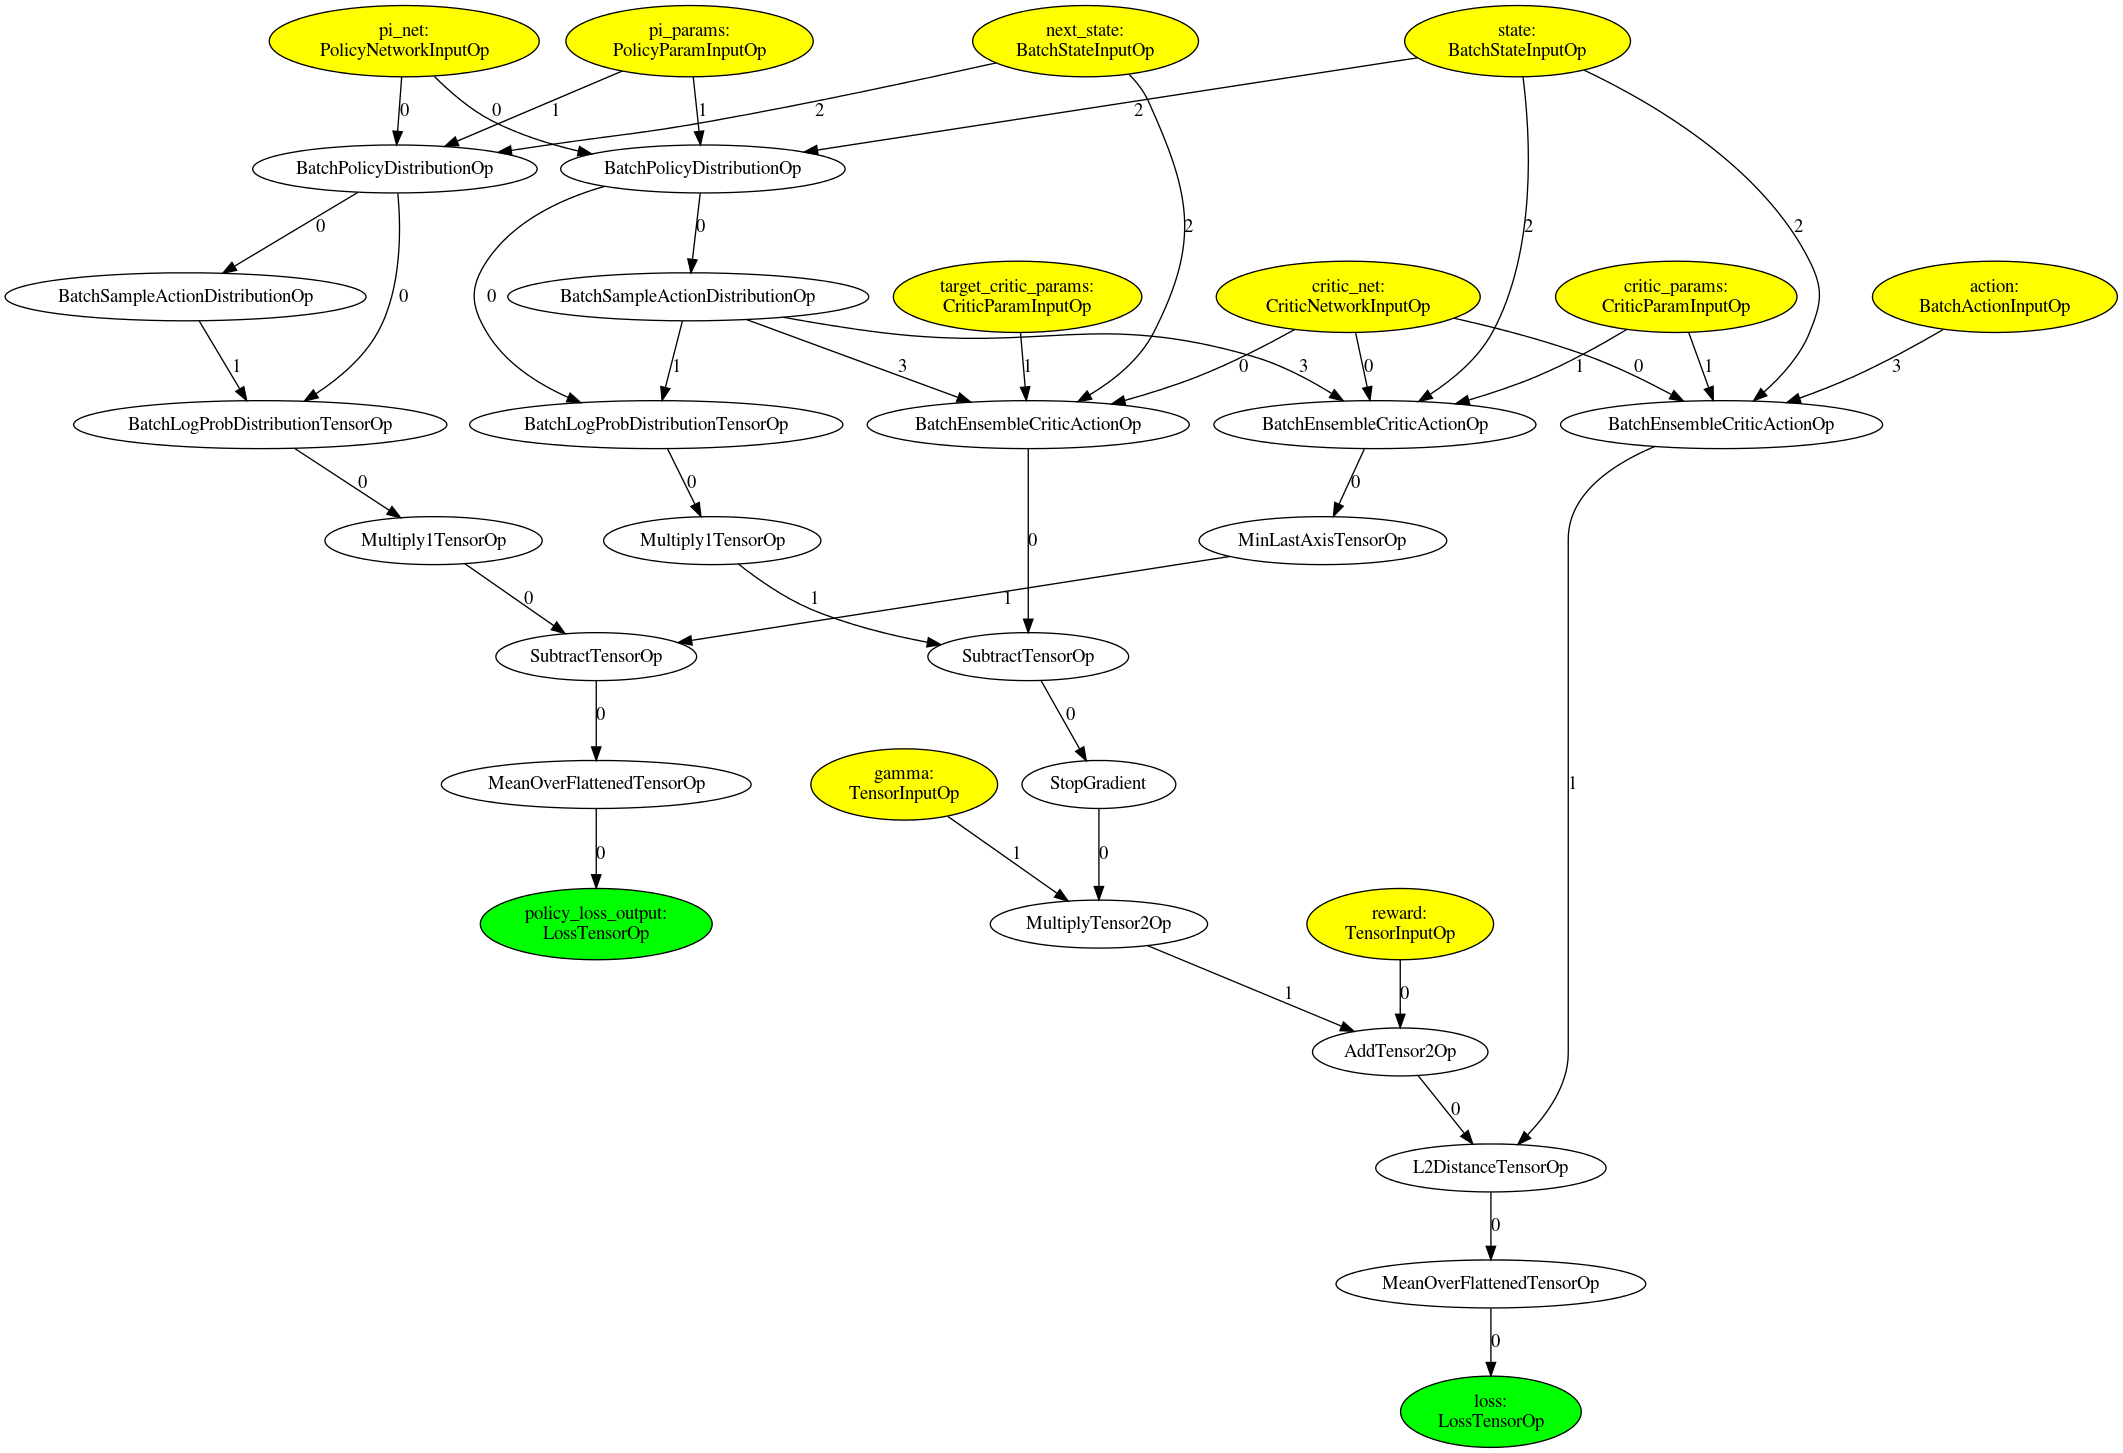 pi_net:
PolicyNetworkInputOp
pi_params:
PolicyParamInputOp
next_state:
BatchStateInputOp
state:
BatchStateInputOp
0
0
1
1
2
2
BatchPolicyDistributionOp
BatchPolicyDistributionOp
0
0
2
2
2
BatchSampleActionDistributionOp
0
0
BatchSampleActionDistributionOp
target_critic_params:
CriticParamInputOp
critic_net:
CriticNetworkInputOp
critic_params:
CriticParamInputOp
action:
BatchActionInputOp
1
1
3
1
0
3
0
1
0
1
3
BatchLogProbDistributionTensorOp
BatchLogProbDistributionTensorOp
BatchEnsembleCriticActionOp
BatchEnsembleCriticActionOp
BatchEnsembleCriticActionOp
0
0
0
Multiply1TensorOp
Multiply1TensorOp
0
MinLastAxisTensorOp
0
1
1
SubtractTensorOp
SubtractTensorOp
0
0
MeanOverFlattenedTensorOp
gamma:
TensorInputOp
StopGradient
1
0
1
0
policy_loss_output:
LossTensorOp
MultiplyTensor2Op
reward:
TensorInputOp
1
0
AddTensor2Op
0
L2DistanceTensorOp
0
MeanOverFlattenedTensorOp
0
loss:
LossTensorOp